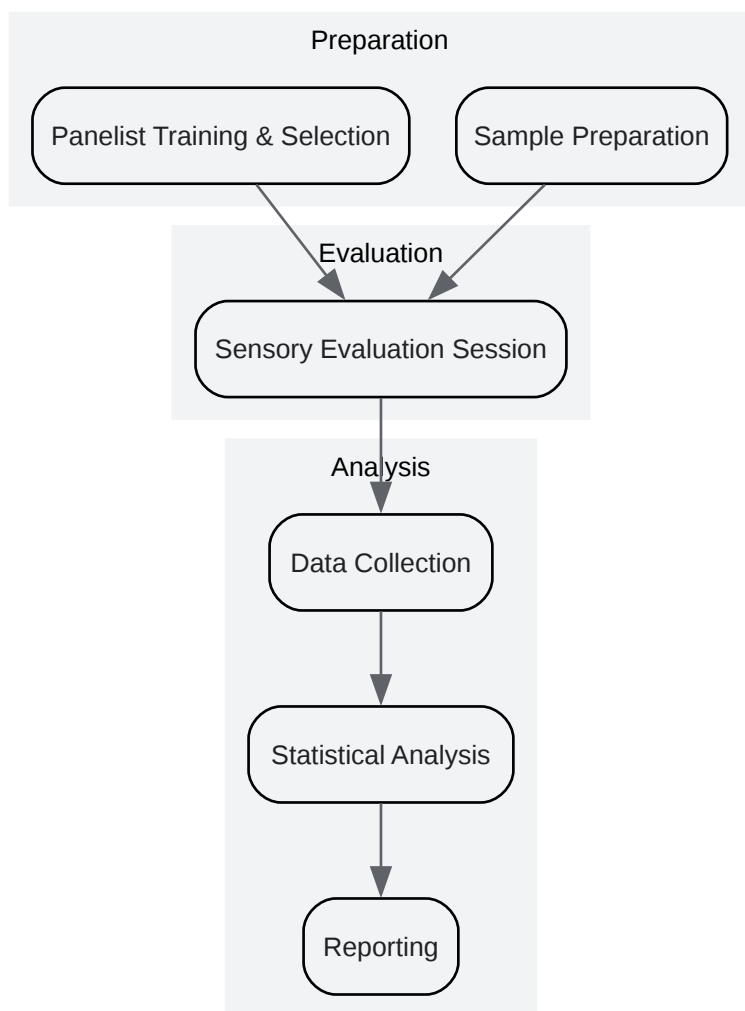 Preparation
Panelist Training & Selection
Sample Preparation
Evaluation
Sensory Evaluation Session
Analysis
Data Collection
Statistical Analysis
Reporting